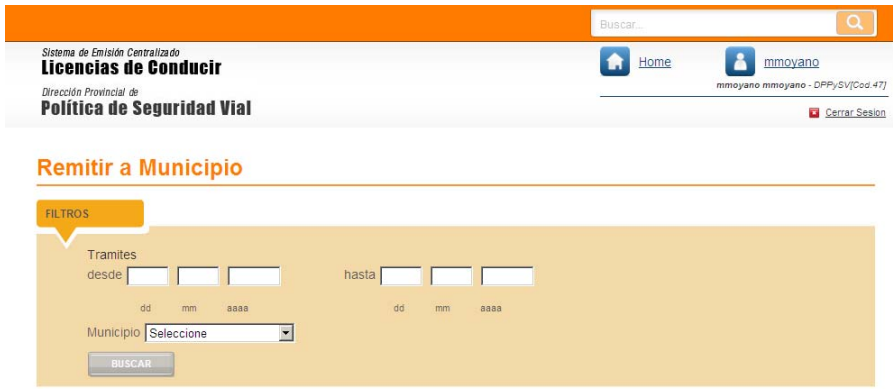 Buscar...
Sistema de Emisión Centralizado
Licencias de Conducir
Dirección Provincial de
Política de Seguridad Vial
Home
mmoyano
mmoyano mmoyano - DPPySV[Cod.47]
Cerrar Sesion
Remitir a Municipio
FILTROS
Tramites
desde hasta
dd mm aaaa dd mm aaaa
Municipio Seleccione
BUSCAR